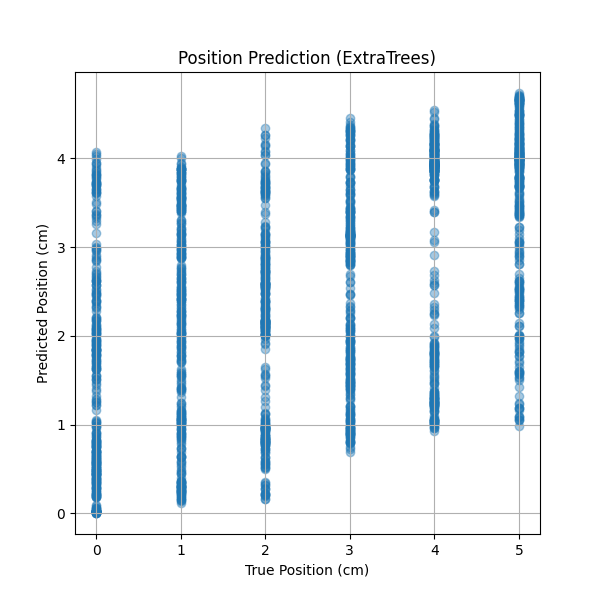 Position Prediction (ExtraTrees)
Predicted Position (cm)
4
3
2
1
0
0 1 2 3 4 5
True Position (cm)